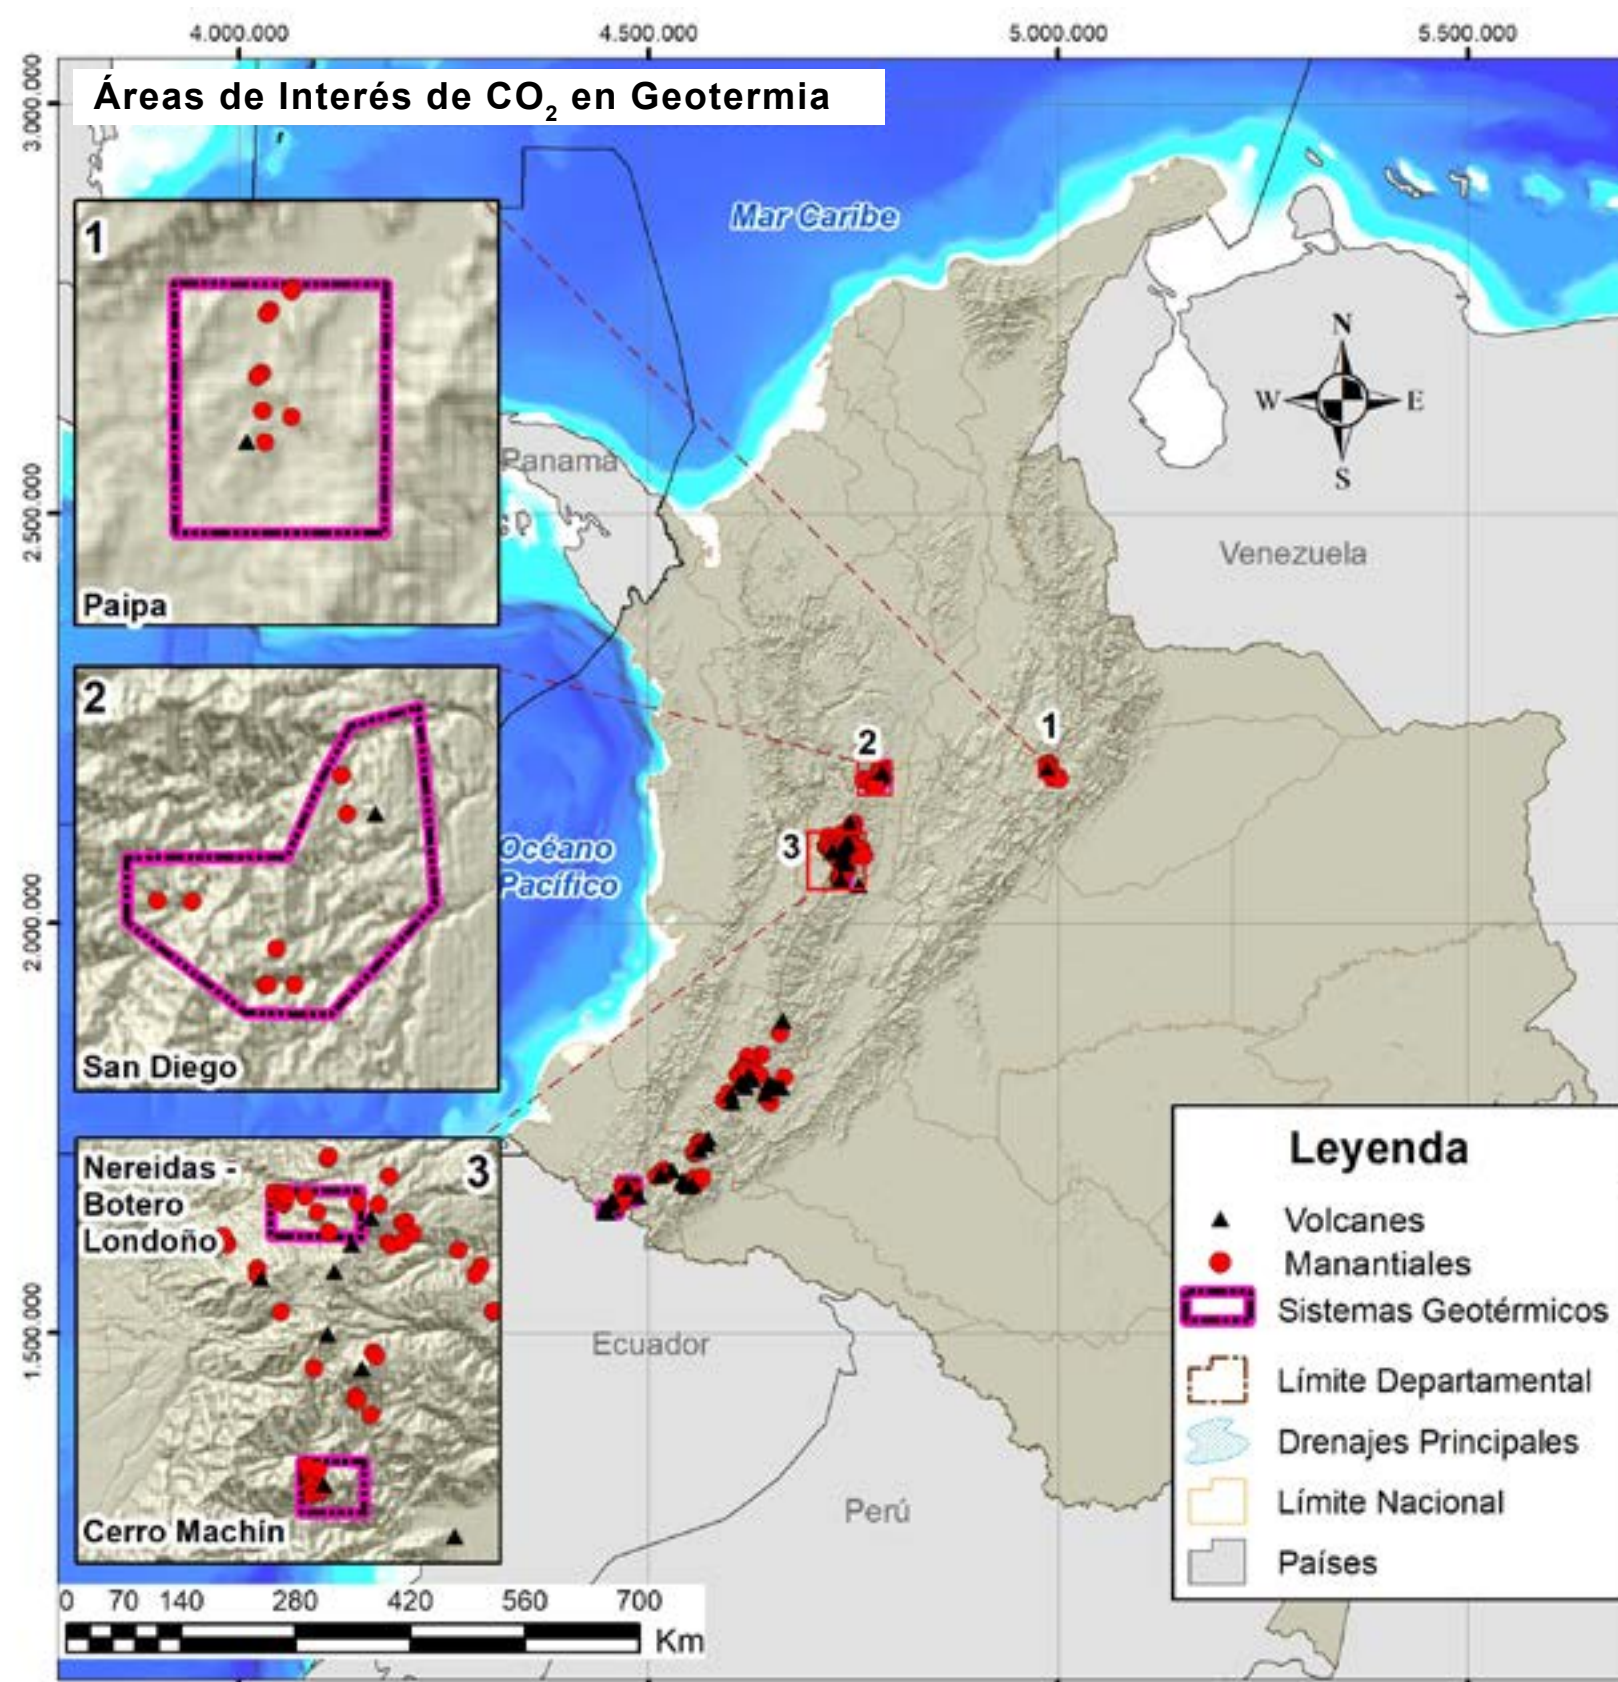 4.000.000
4.500.000
5.000.000
5.500.000
3.000.000
2.500.000
2.000.000
1.500.000
Áreas de Interés de CO₂ en Geotermia
Mar Caribe
N
W
E
S
1
Paipa
Panamá
Venezuela
2
San Diego
1
2
3
Océano
Pacífico
Nereidas -
Botero
Londoño
3
Cerro Machín
Ecuador
Perú
Leyenda
Volcanes
Manantiales
Sistemas Geotérmicos
Límite Departamental
Drenajes Principales
Límite Nacional
Países
0 70 140 280 420 560 700
Km